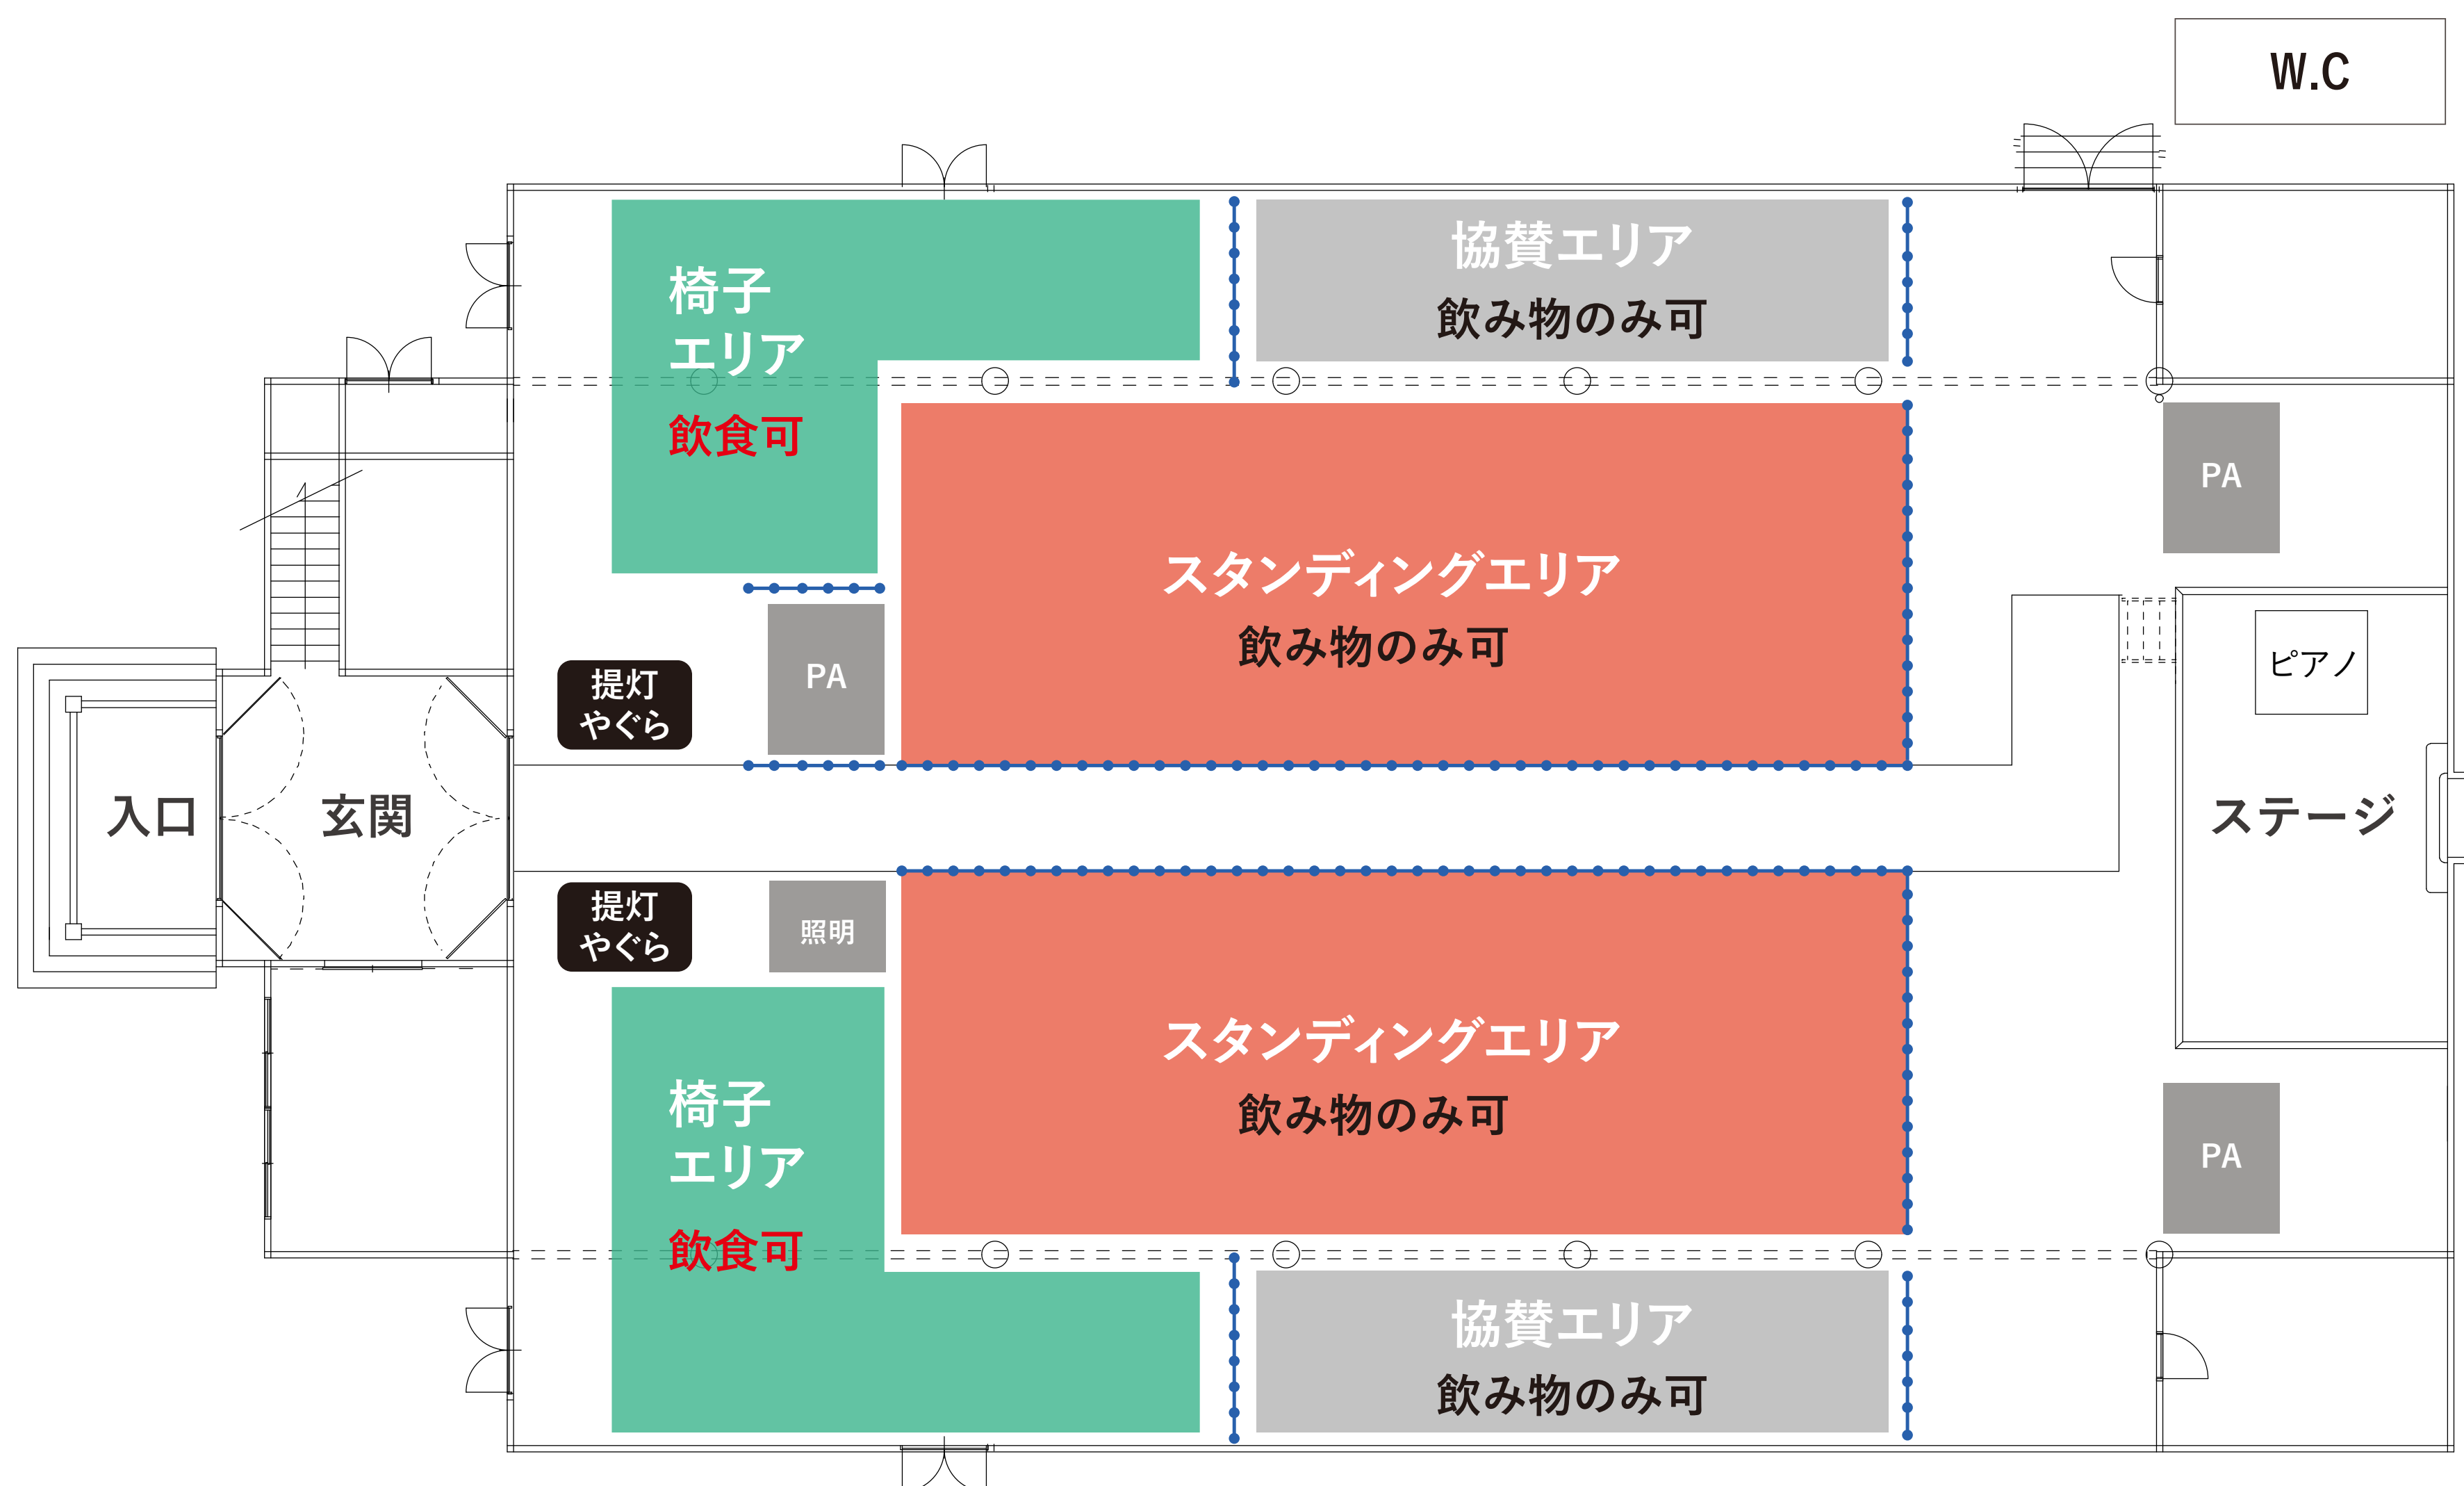 W.C
椅子
エリア
飲食可
協賛エリア
飲み物のみ可
スタンディングエリア
飲み物のみ可
PA
PA
提灯
やぐら
ピアノ
入口
玄関
ステージ
提灯
やぐら
照明
スタンディングエリア
飲み物のみ可
椅子
エリア
飲食可
PA
協賛エリア
飲み物のみ可